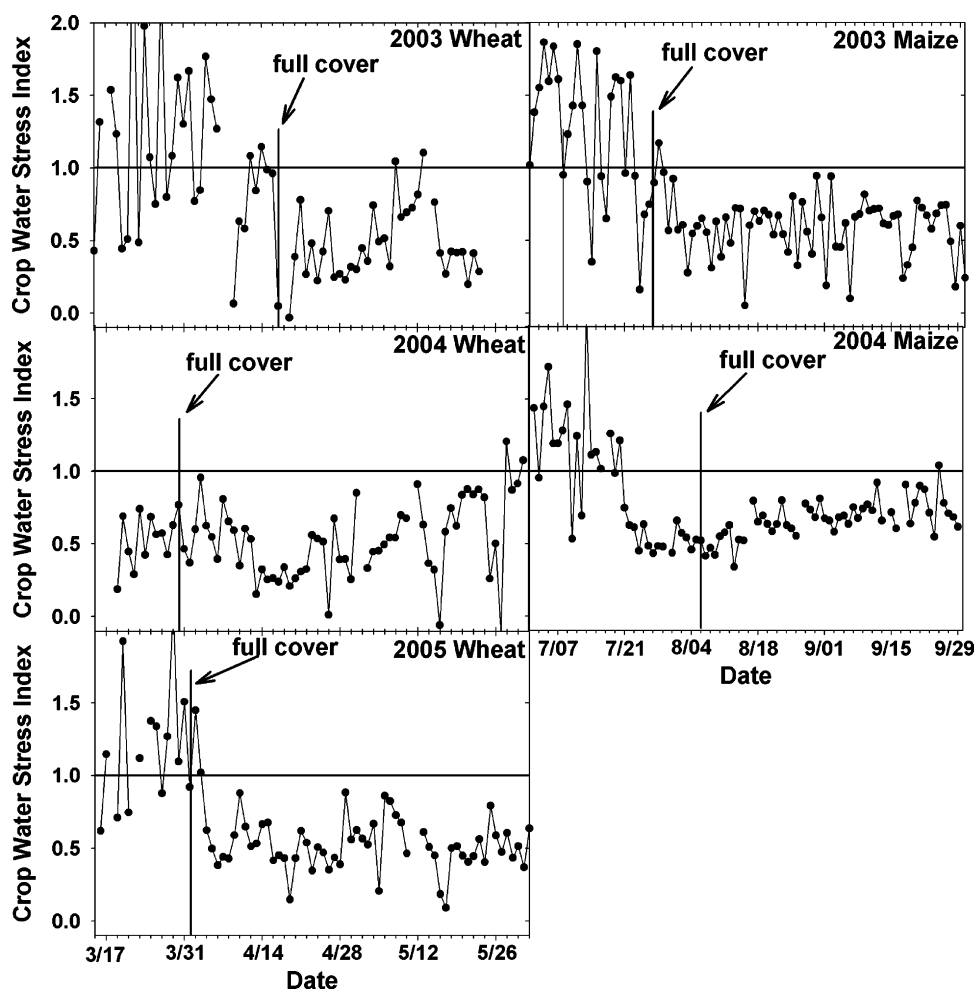 2003 Wheat
full cover
Crop Water Stress Index
2.0
1.5
1.0
0.5
0.0
2003 Maize
full cover
2004 Wheat
full cover
Crop Water Stress Index
1.5
1.0
0.5
0.0
2004 Maize
full cover
7/07 7/21 8/04 8/18 9/01 9/15 9/29
Date
2005 Wheat
full cover
Crop Water Stress Index
1.5
1.0
0.5
0.0
3/17 3/31 4/14 4/28 5/12 5/26
Date